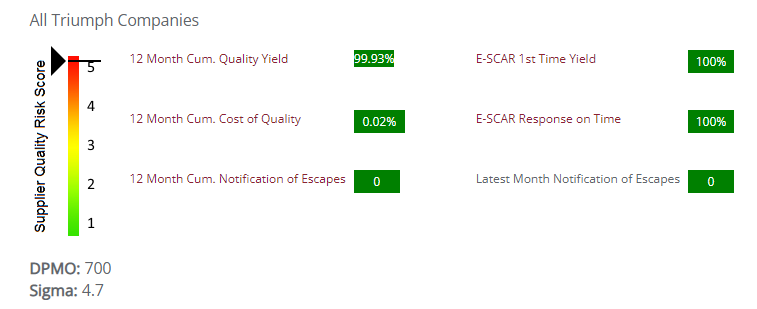 All Triumph Companies
Supplier Quality Risk Score
5
4
3
2
1
12 Month Cum. Quality Yield 99.93% E-SCAR 1st Time Yield 100%
12 Month Cum. Cost of Quality 0.02% E-SCAR Response on Time 100%
12 Month Cum. Notification of Escapes 0 Latest Month Notification of Escapes 0
DPMO: 700
Sigma: 4.7